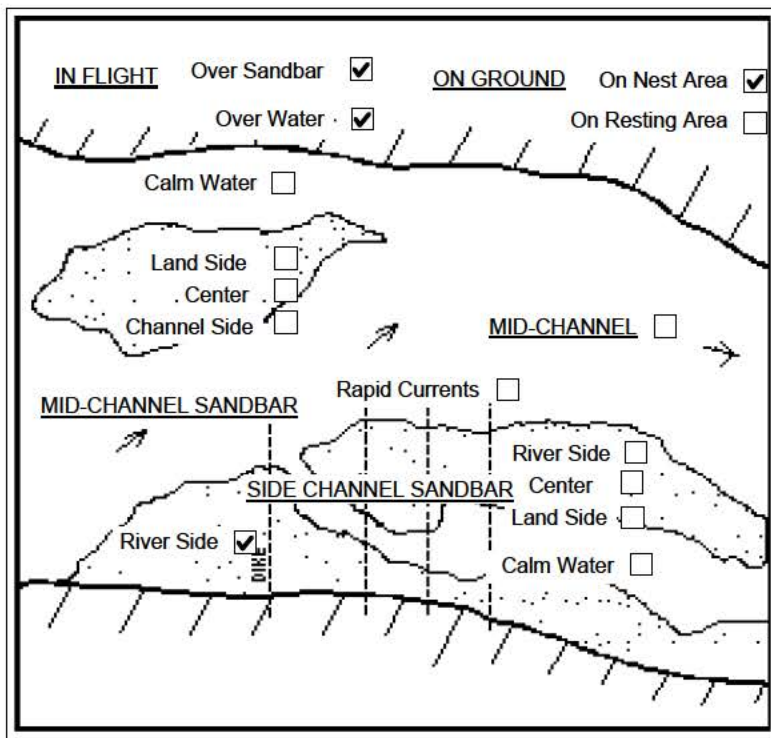 IN FLIGHT Over Sandbar ON GROUND On Nest Area
Over Water On Resting Area
Calm Water
Land Side
Center
Channel Side
MID-CHANNEL
Rapid Currents
MID-CHANNEL SANDBAR
River Side
SIDE CHANNEL SANDBAR Center
Land Side
River Side
DIKE
Calm Water